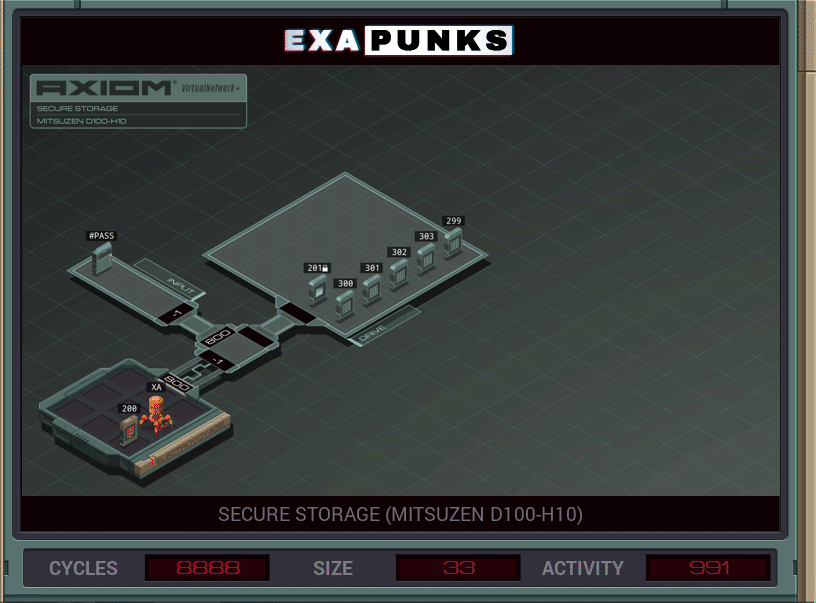 EXAPUNKS
AXIOM® VirtualNetwork+
SECURE STORAGE
MITSUZEN D100-H10
299
303
#PASS
302
201
301
300
INPUT
-1
800
DRIVE
-1
800
XA
200
SECURE STORAGE (MITSUZEN D100-H10)
CYCLES 8888 SIZE 33 ACTIVITY 991